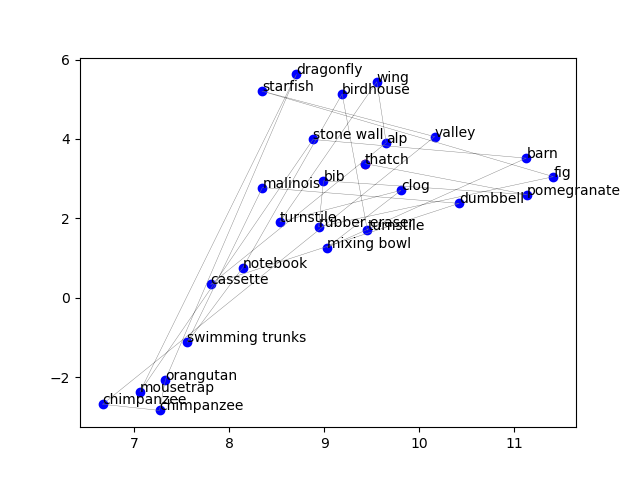 6
dragonfly
wing
starfish
birdhouse
4
stone wall
alp
valley
barn
thatch
fig
malinois
bib
clog
pomegranate
dumbbell
2
turnstile
rubber eraser
turnstile
mixing bowl
notebook
0
cassette
swimming trunks
−2
orangutan
mousetrap
chimpanzee
chimpanzee
7
8
9
10
11